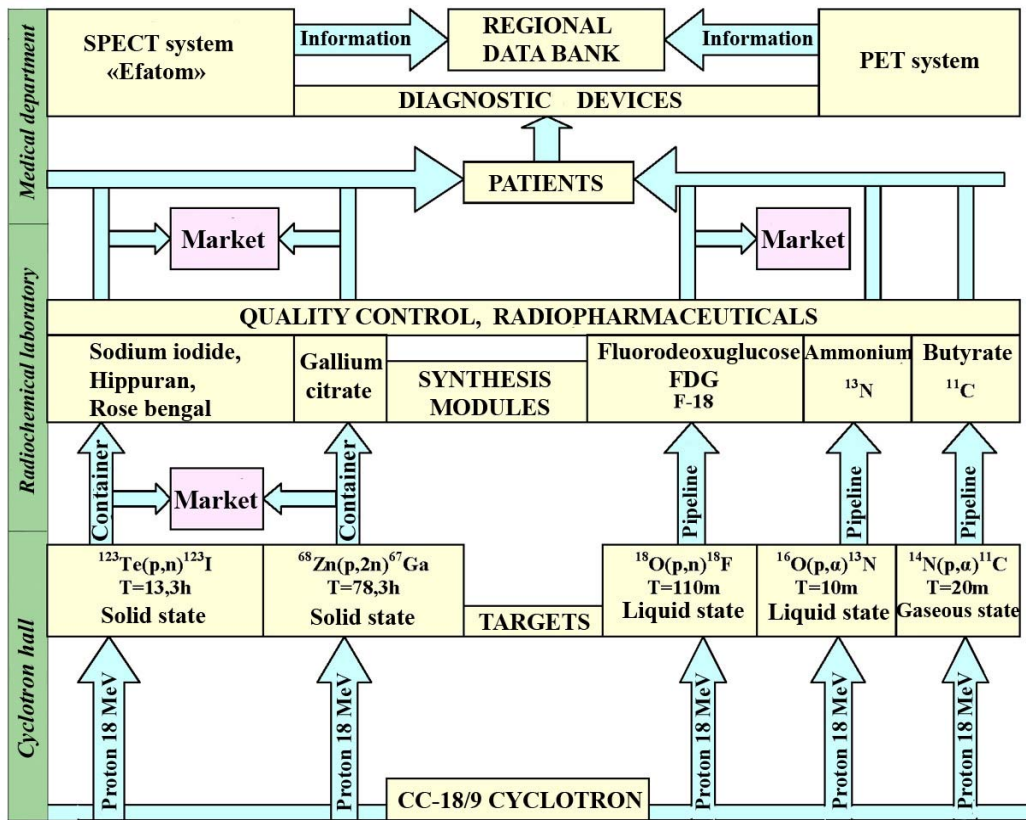 Medical department
Radiochemical laboratory
Cyclotron hall
SPECT system
«Efatom»
Information
REGIONAL
DATA BANK
Information
PET system
DIAGNOSTIC DEVICES
PATIENTS
Market
Market
QUALITY CONTROL, RADIOPHARMACEUTICALS
Sodium iodide,
Hippuran,
Rose bengal
Gallium
citrate
SYNTHESIS
MODULES
Fluorodeoxuglucose
FDG
F-18
Ammonium
¹³N
Butyrate
¹¹C
Container
Market
Container
Pipeline
Pipeline
Pipeline
¹²³Te(p,n)¹²³I
T=13,3h
Solid state
⁶⁸Zn(p,2n)⁶⁷Ga
T=78,3h
Solid state
TARGETS
¹⁸O(p,n)¹⁸F
T=110m
Liquid state
¹⁶O(p,α)¹³N
T=10m
Liquid state
¹⁴N(p,α)¹¹C
T=20m
Gaseous state
Proton 18 MeV
Proton 18 MeV
Proton 18 MeV
Proton 18 MeV
Proton 18 MeV
CC-18/9 CYCLOTRON